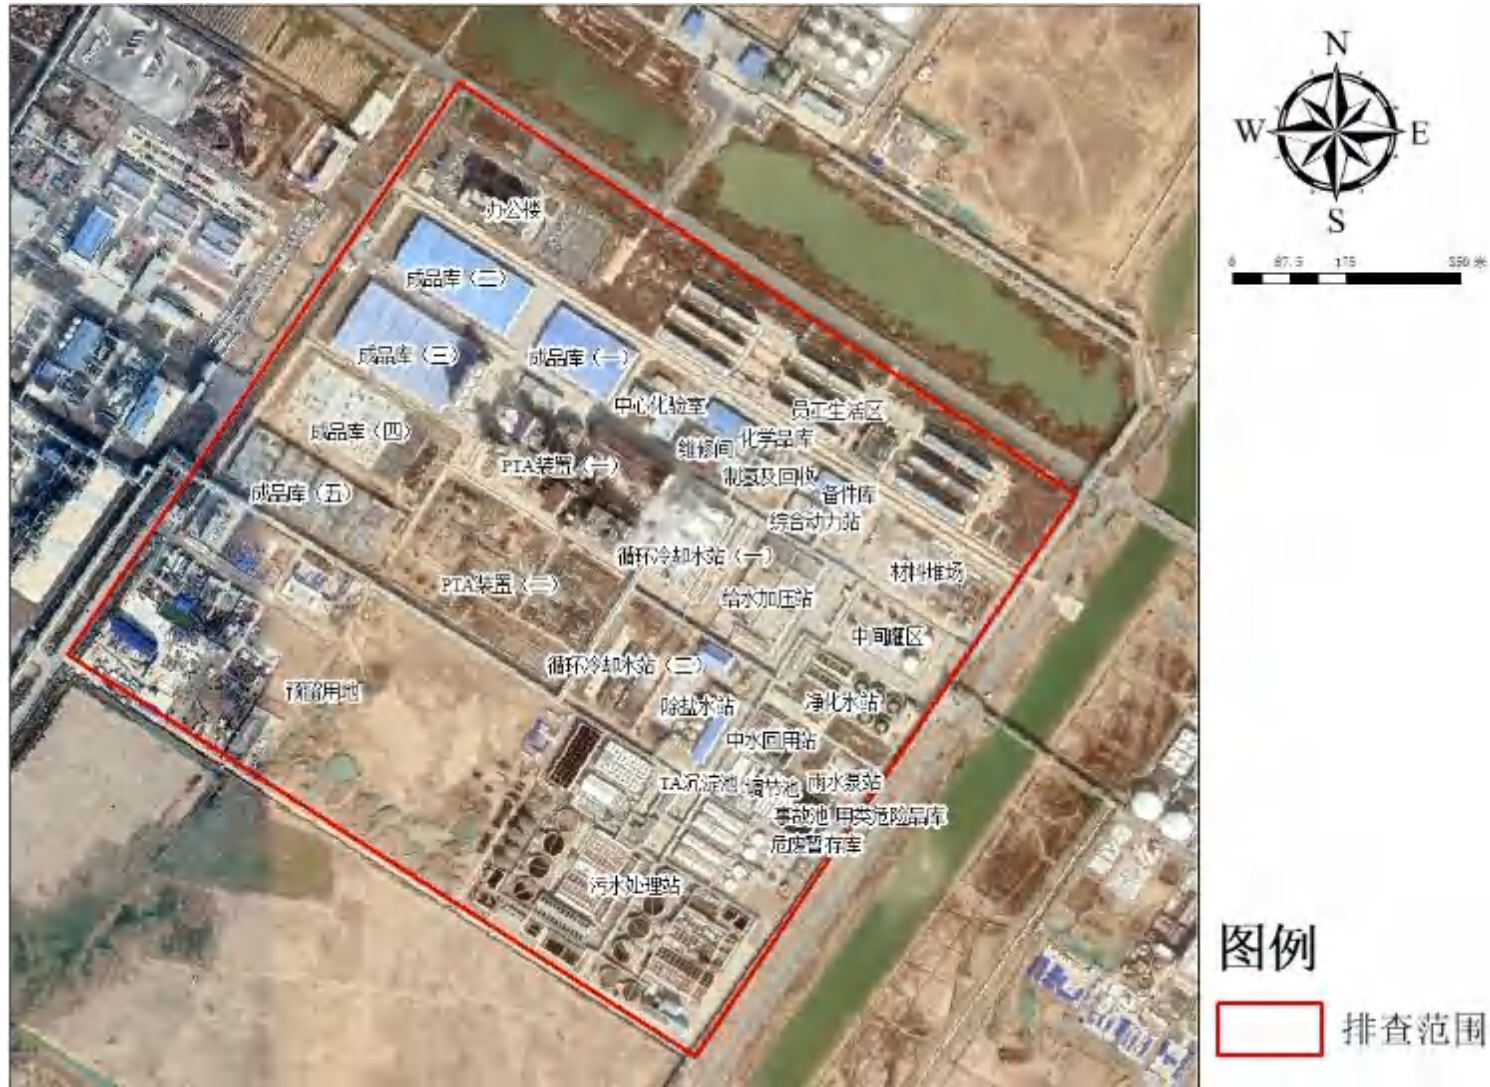 N
W E
S
0 87.5 175 350 米
办公楼
成品库（二）
成品库（三）
成品库（一）
中心化验室
员工生活区
成品库（四）
维修间
化学品库
PTA装置（一）
制氢及回收
成品库（五）
备件库
综合动力站
循环冷却水站（一）
材料堆场
PTA装置（二）
给水加压站
中间罐区
循环冷却水站（二）
预留用地
除盐水站
净化水站
中水回用站
TA沉淀池
调节池
雨水泵站
事故池
甲类危险品库
危废暂存库
污水处理站
图例
排查范围